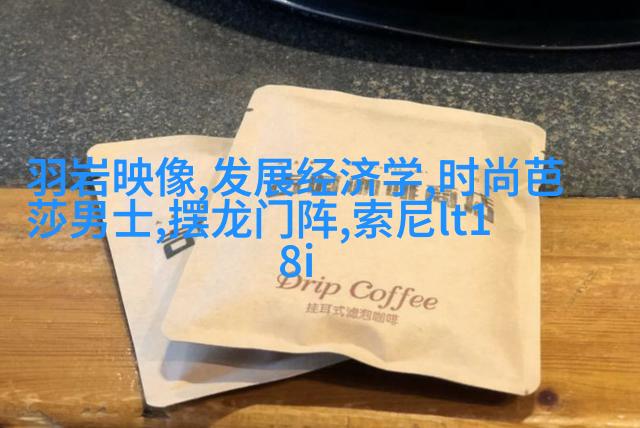 羽岩映像,发展经济学,时尚芭
莎男士,摆龙门阵,索尼lt1
8i
Drip Coffee
挂耳式滤泡咖啡